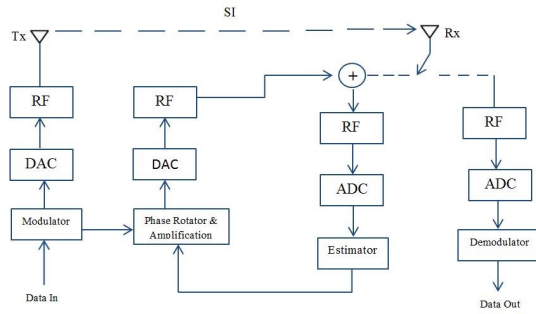 SI
Tx
Rx
RF
RF
+
RF
RF
DAC
DAC
ADC
ADC
Modulator
Phase Rotator &
Amplification
Estimator
Demodulator
Data In
Data Out